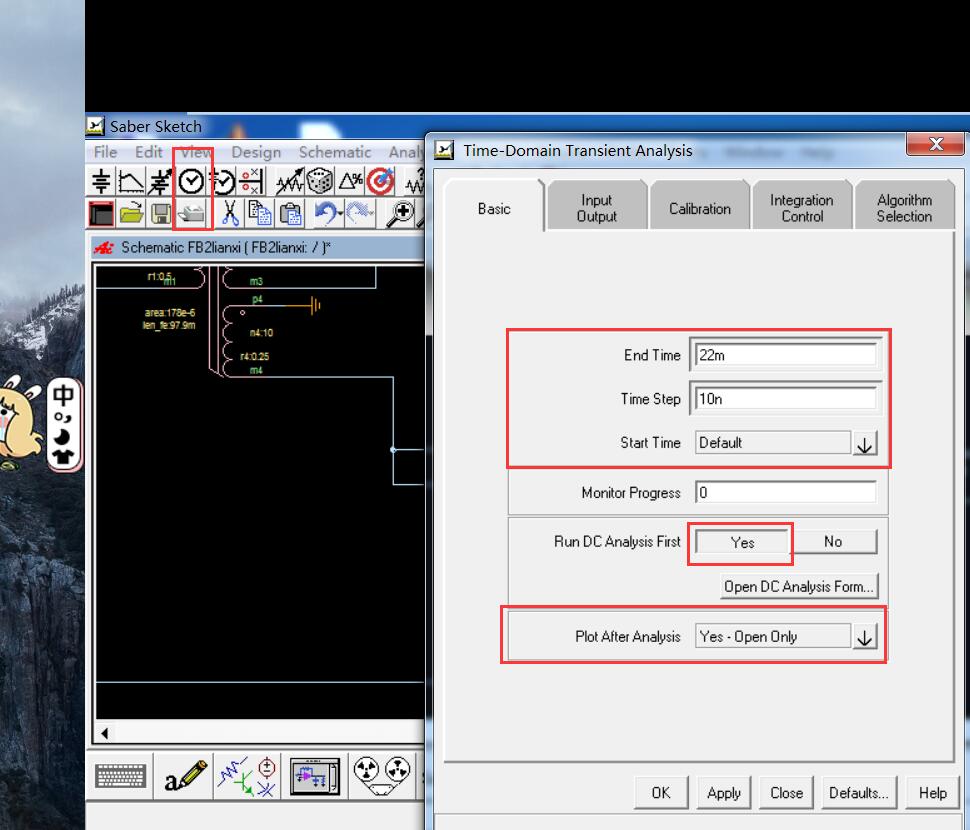 Saber Sketch
File Edit View Design Schematic Analy
Schematic FB2lianxi ( FB2lianxi: / )*
r1:0.5
m1
m3
p4
area:178e-6
len_fe:97.9m
n4:10
r4:0.25
m4
中
a
Time-Domain Transient Analysis
Window Help
Basic
Input
Output
Calibration
Integration
Control
Algorithm
Selection
End Time 22m
Time Step 10n
Start Time Default
Monitor Progress 0
Run DC Analysis First Yes No
Open DC Analysis Form...
Plot After Analysis Yes - Open Only
OK Apply Close Defaults... Help